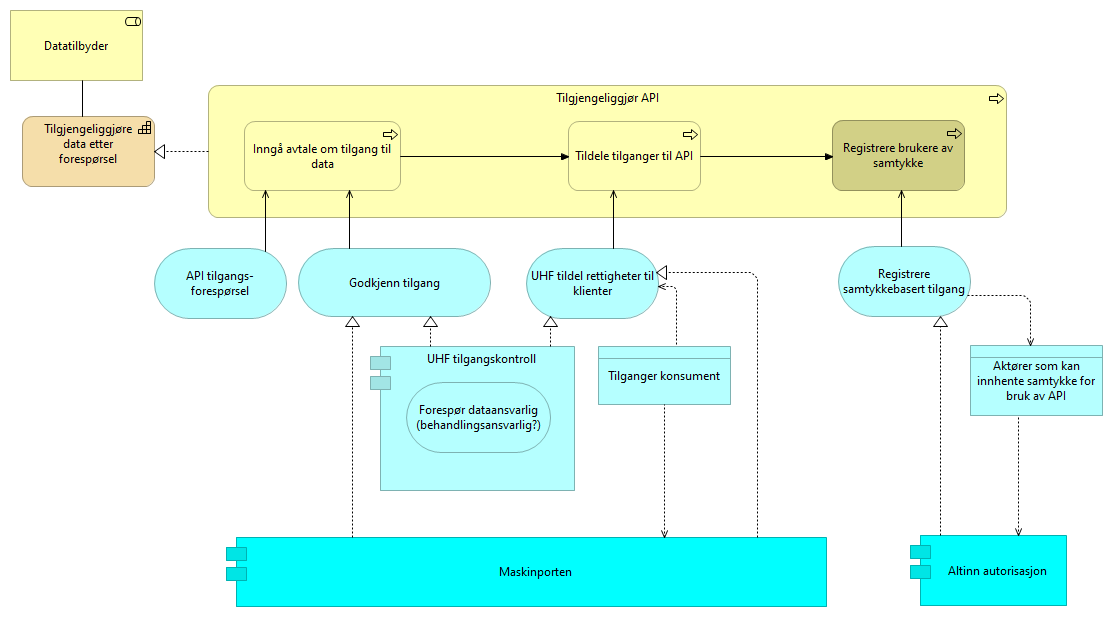 Datatilbyder
Tilgjengeliggjøre
data etter
forespørsel
Tilgjengeliggjør API
Inngå avtale om tilgang til
data
Tildele tilganger til API
Registrere brukere av
samtykke
API tilgangs-
forespørsel
Godkjenn tilgang
UHF tildel rettigheter til
klienter
Registrere
samtykkebasert tilgang
UHF tilgangskontroll
Forespør dataansvarlig
(behandlingsansvarlig?)
Tilganger konsument
Aktører som kan
innhente samtykke for
bruk av API
Maskinporten
Altinn autorisasjon